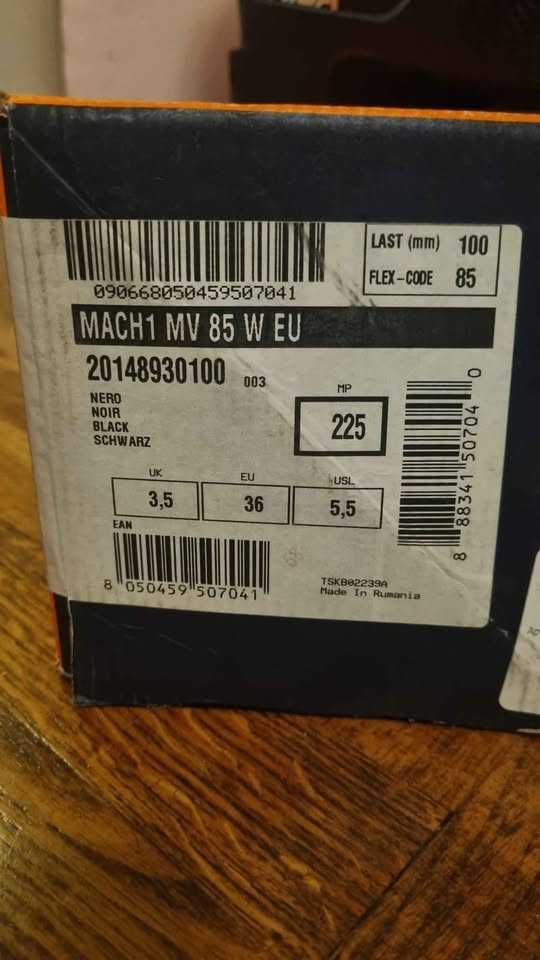 LAST (mm) 100
FLEX-CODE 85
090668050459507041
MACH1 MV 85 W EU
20148930100 003
NERO
NOIR
BLACK
SCHWARZ
MP
225
UK
3,5
EU
36
USL
5,5
EAN
8 050459 507041
8 88341 50704 0
TSKB02239A
Made In Rumania